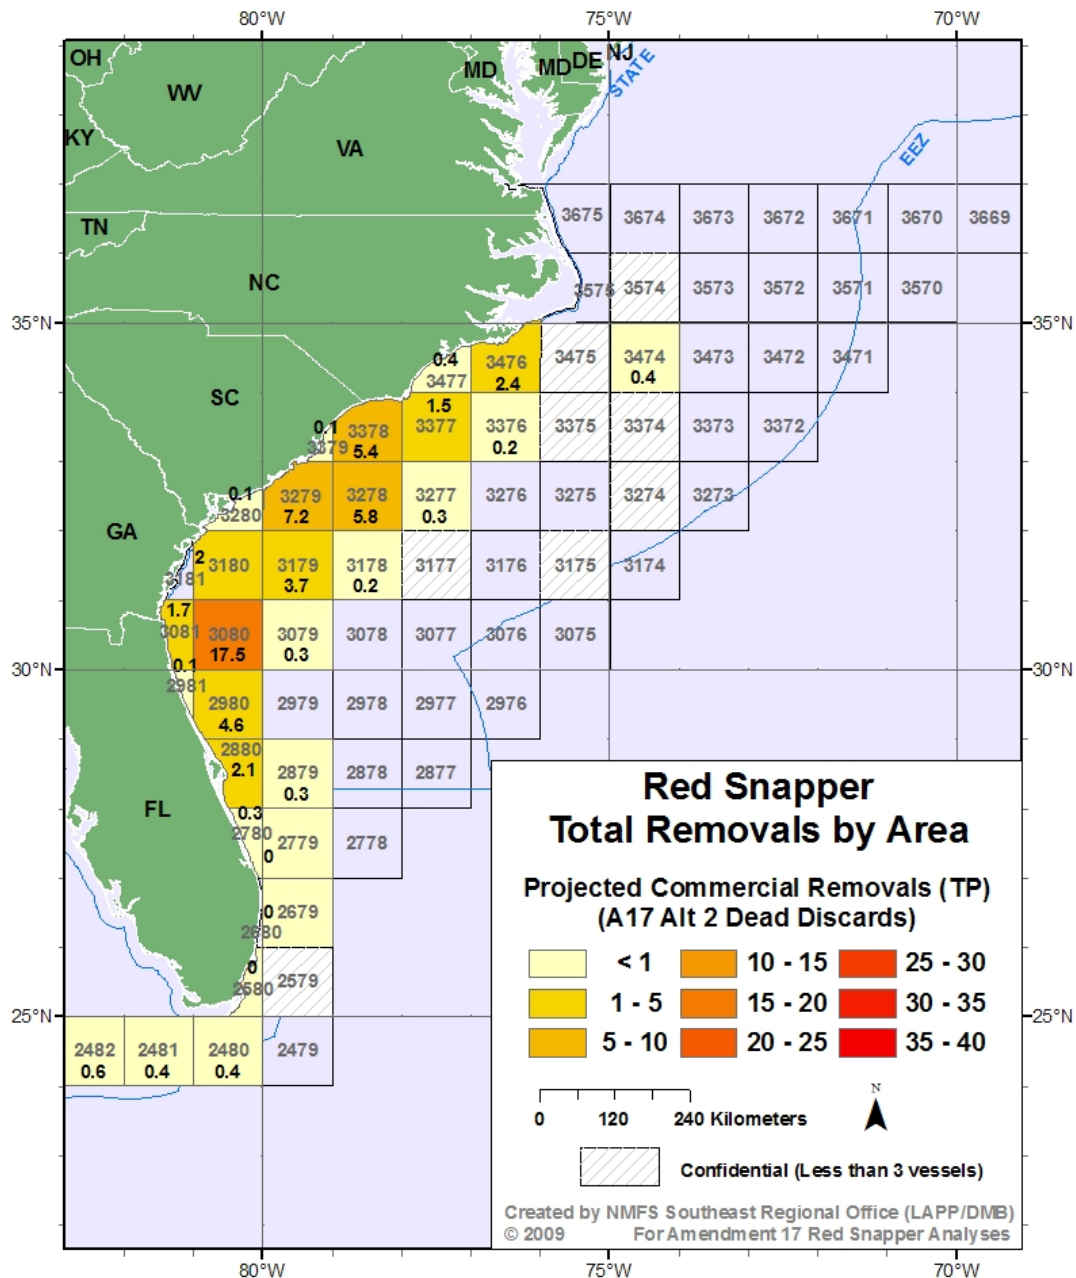 80°W 75°W 70°W
OH
WV
MD
MD
DE
NJ
STATE
KY
VA
EEZ
TN
3675 3674 3673 3672 3671 3670 3669
NC
3575 3574 3573 3572 3571 3570
35°N 35°N
0.4 3476 3475 3474 3473 3472 3471
3477 2.4 0.4
SC
1.5
0.1 3378 3377 3376 3375 3374 3373 3372
3379 5.4 0.2
0.1 3279 3278 3277 3276 3275 3274 3273
3280 7.2 5.8 0.3
GA
2 3180 3179 3178 3177 3176 3175 3174
3181 3.7 0.2
1.7
3081 3080 3079 3078 3077 3076 3075
17.5 0.3
0.1
30°N 30°N
2981
2980 2979 2978 2977 2976
4.6
2880
2.1 2879 2878 2877
0.3
FL
0.3
2780 2779 2778
0
0 2679
2680
0
2580 2579
25°N 25°N
2482 2481 2480 2479
0.6 0.4 0.4
Red Snapper
Total Removals by Area
Projected Commercial Removals (TP)
(A17 Alt 2 Dead Discards)
< 1 10 - 15 25 - 30
1 - 5 15 - 20 30 - 35
5 - 10 20 - 25 35 - 40
0 120 240 Kilometers
N
Confidential (Less than 3 vessels)
Created by NMFS Southeast Regional Office (LAPP/DMB)
© 2009 For Amendment 17 Red Snapper Analyses
80°W 75°W 70°W